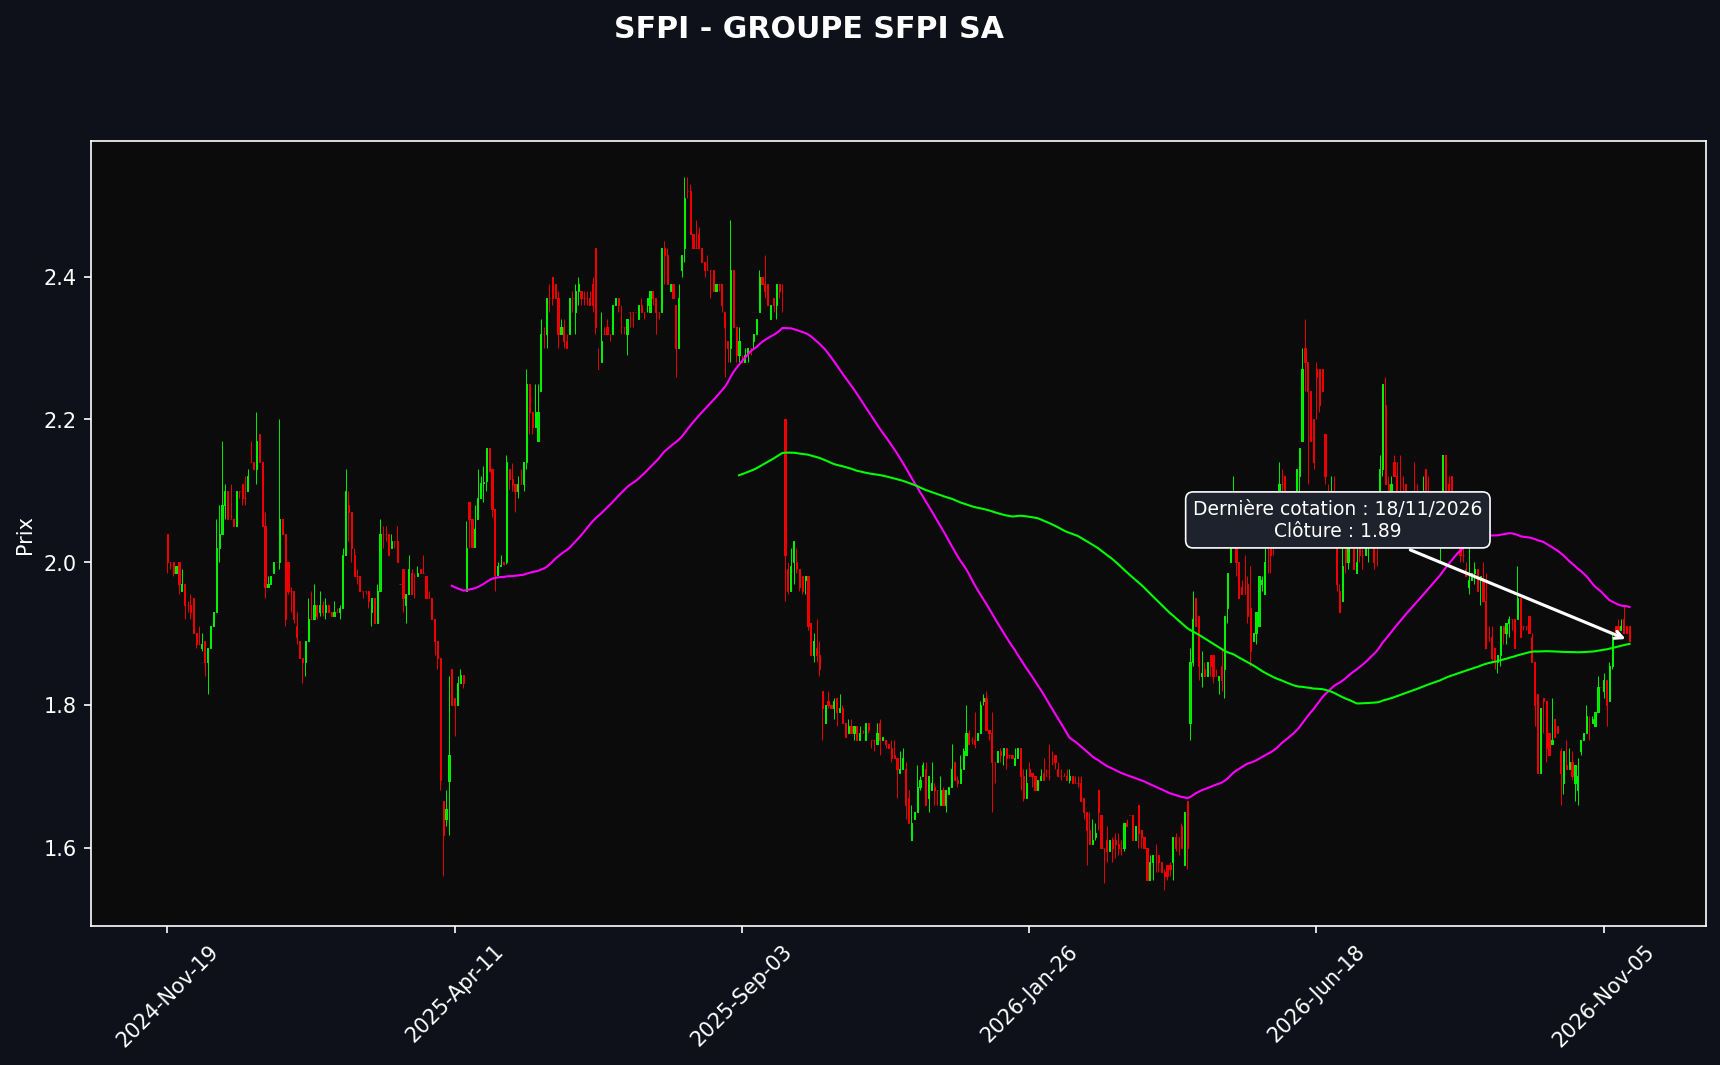 SFPI - GROUPE SFPI SA
Prix
2.4
2.2
2.0
1.8
1.6
Dernière cotation : 18/11/2026
Clôture : 1.89
2024-Nov-19
2025-Apr-11
2025-Sep-03
2026-Jan-26
2026-Jun-18
2026-Nov-05